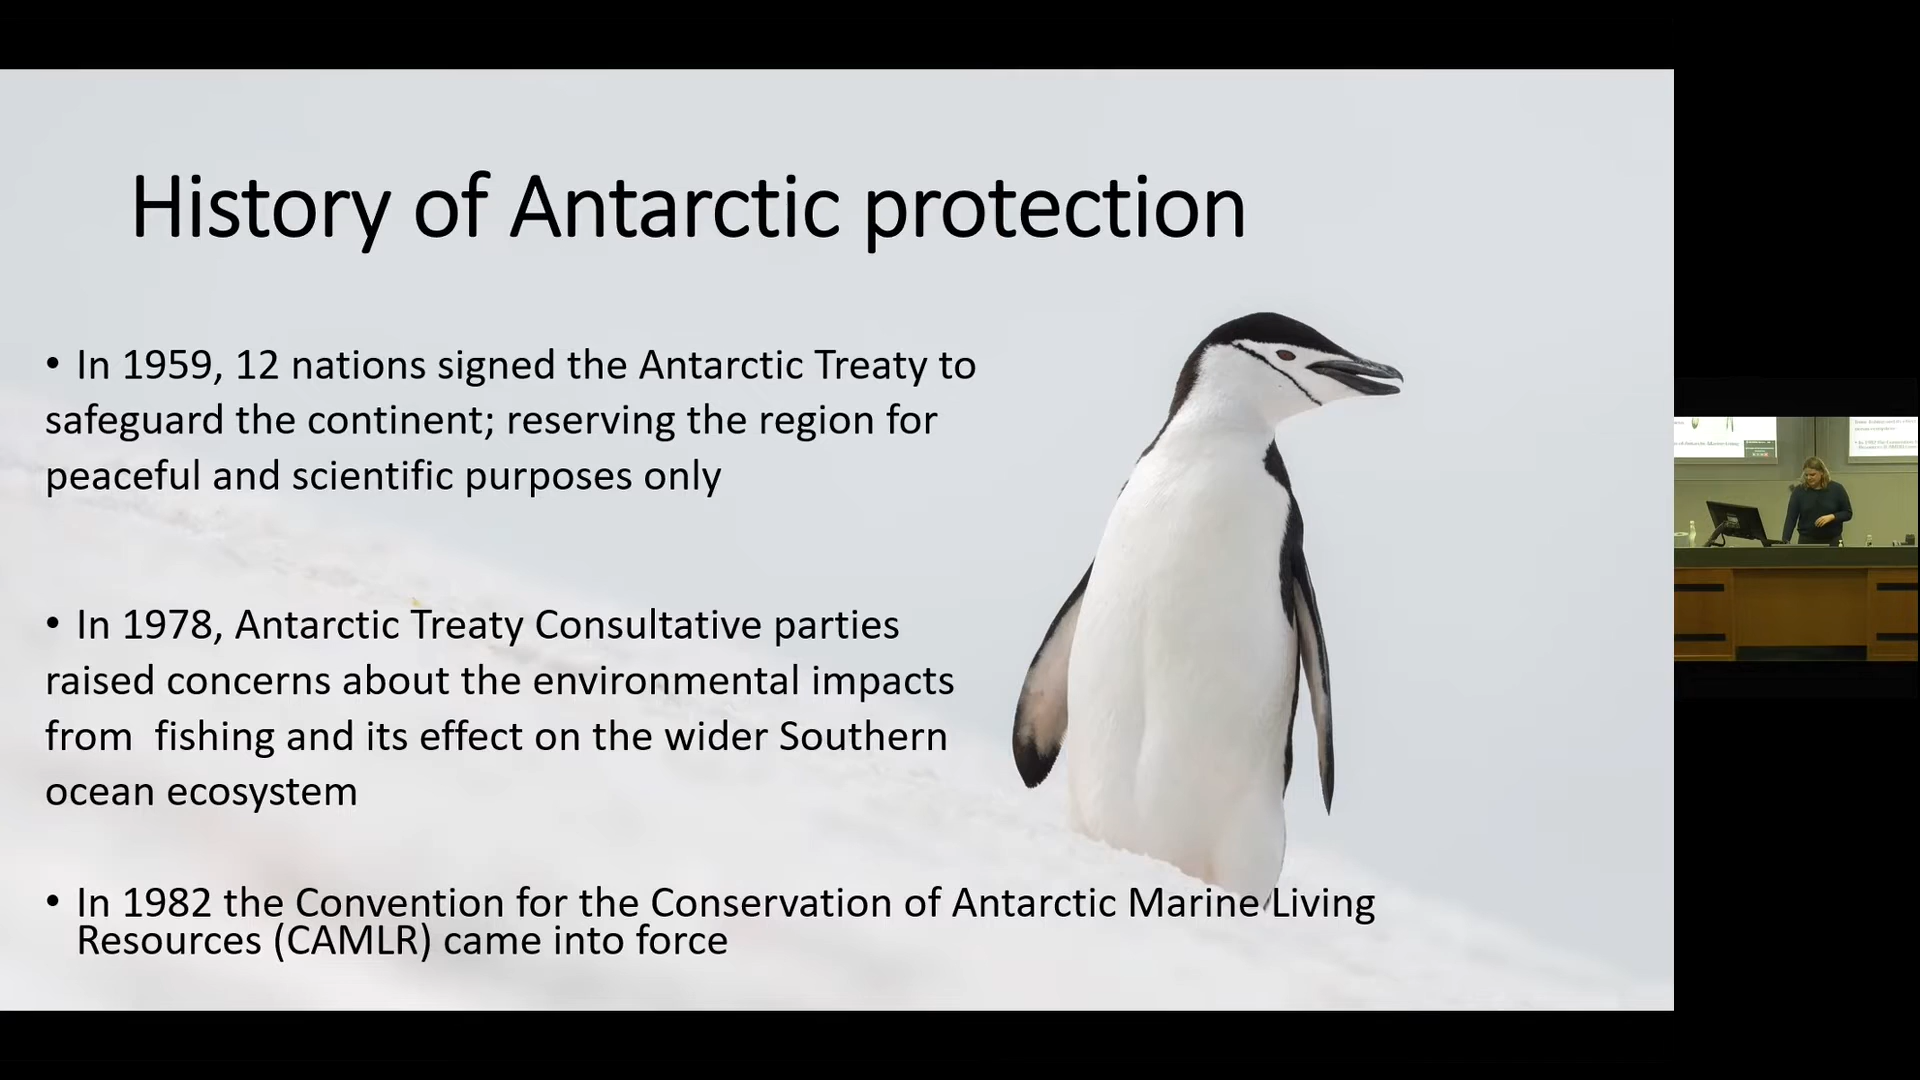 History of Antarctic protection
• In 1959, 12 nations signed the Antarctic Treaty to
safeguard the continent; reserving the region for
peaceful and scientific purposes only
• In 1978, Antarctic Treaty Consultative parties
raised concerns about the environmental impacts
from  fishing and its effect on the wider Southern
ocean ecosystem
• In 1982 the Convention for the Conservation of Antarctic Marine Living
Resources (CAMLR) came into force